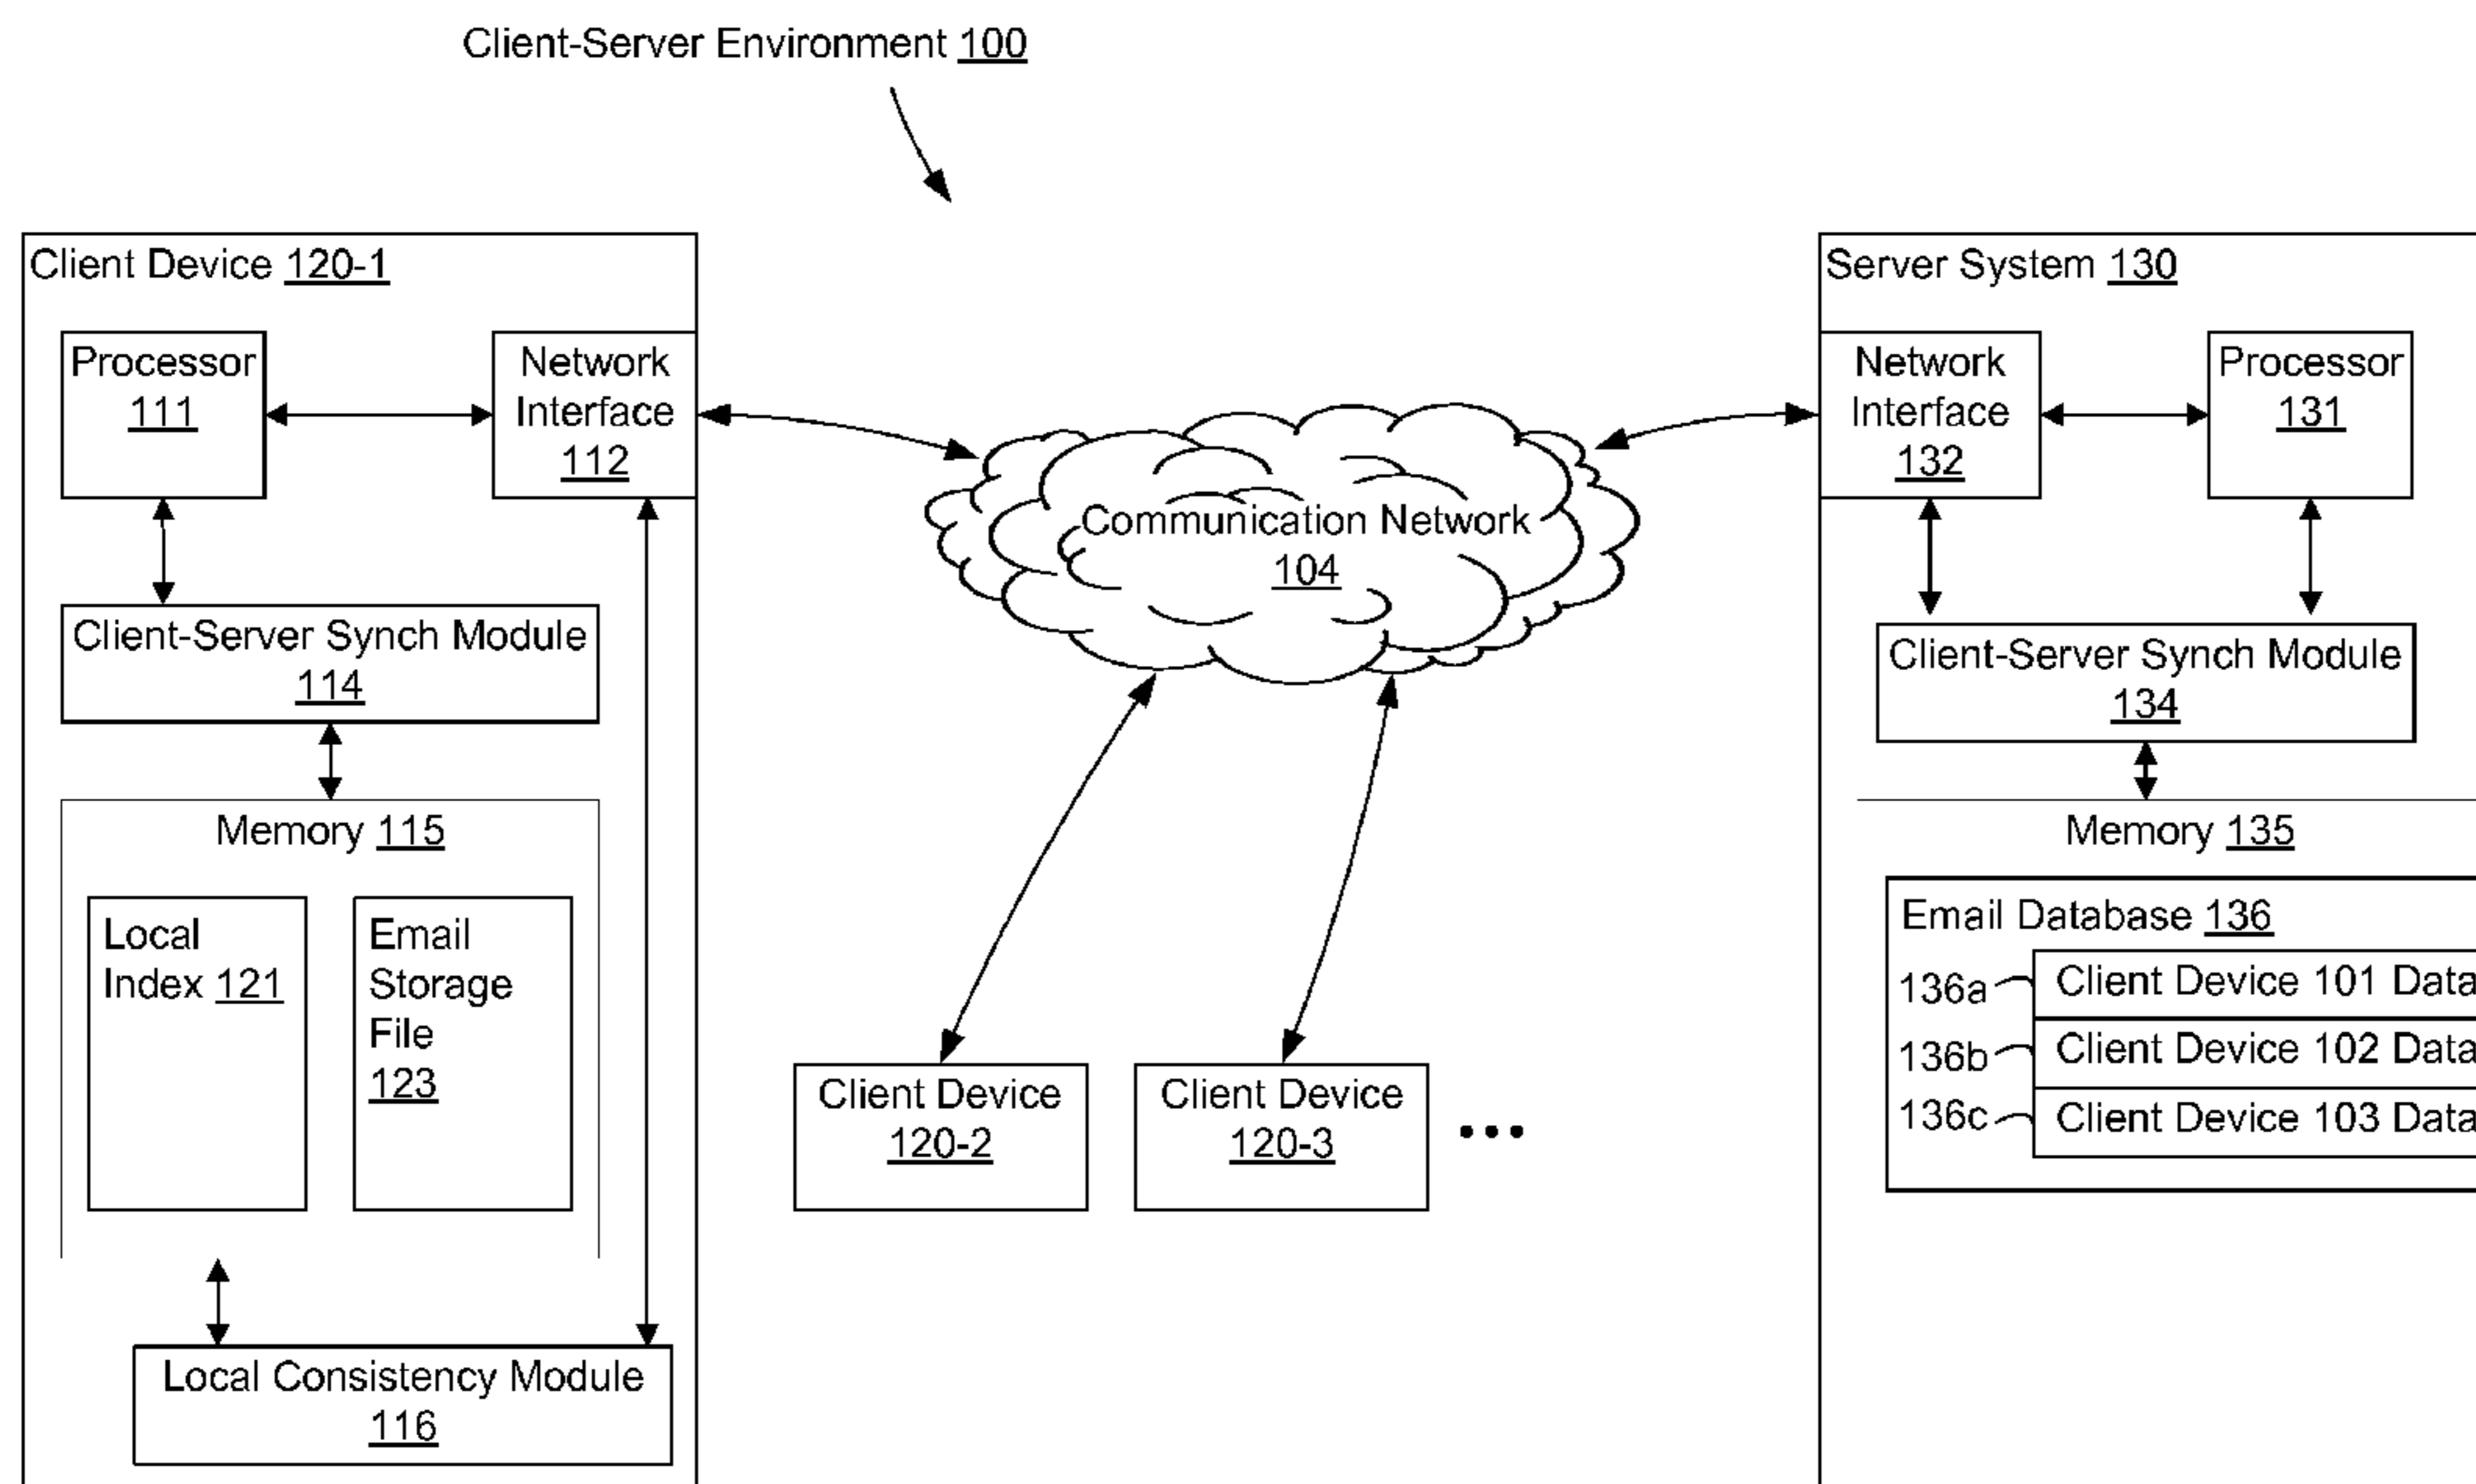 Client-Server Environment 100
Client Device 120-1
Processor
111
Network
Interface
112
Client-Server Synch Module
114
Memory 115
Local
Index 121
Email
Storage
File
123
Local Consistency Module
116
Communication Network
104
Client Device
120-2
Client Device
120-3
Server System 130
Network
Interface
132
Processor
131
Client-Server Synch Module
134
Memory 135
Email Database 136
136a Client Device 101 Data
136b Client Device 102 Data
136c Client Device 103 Data